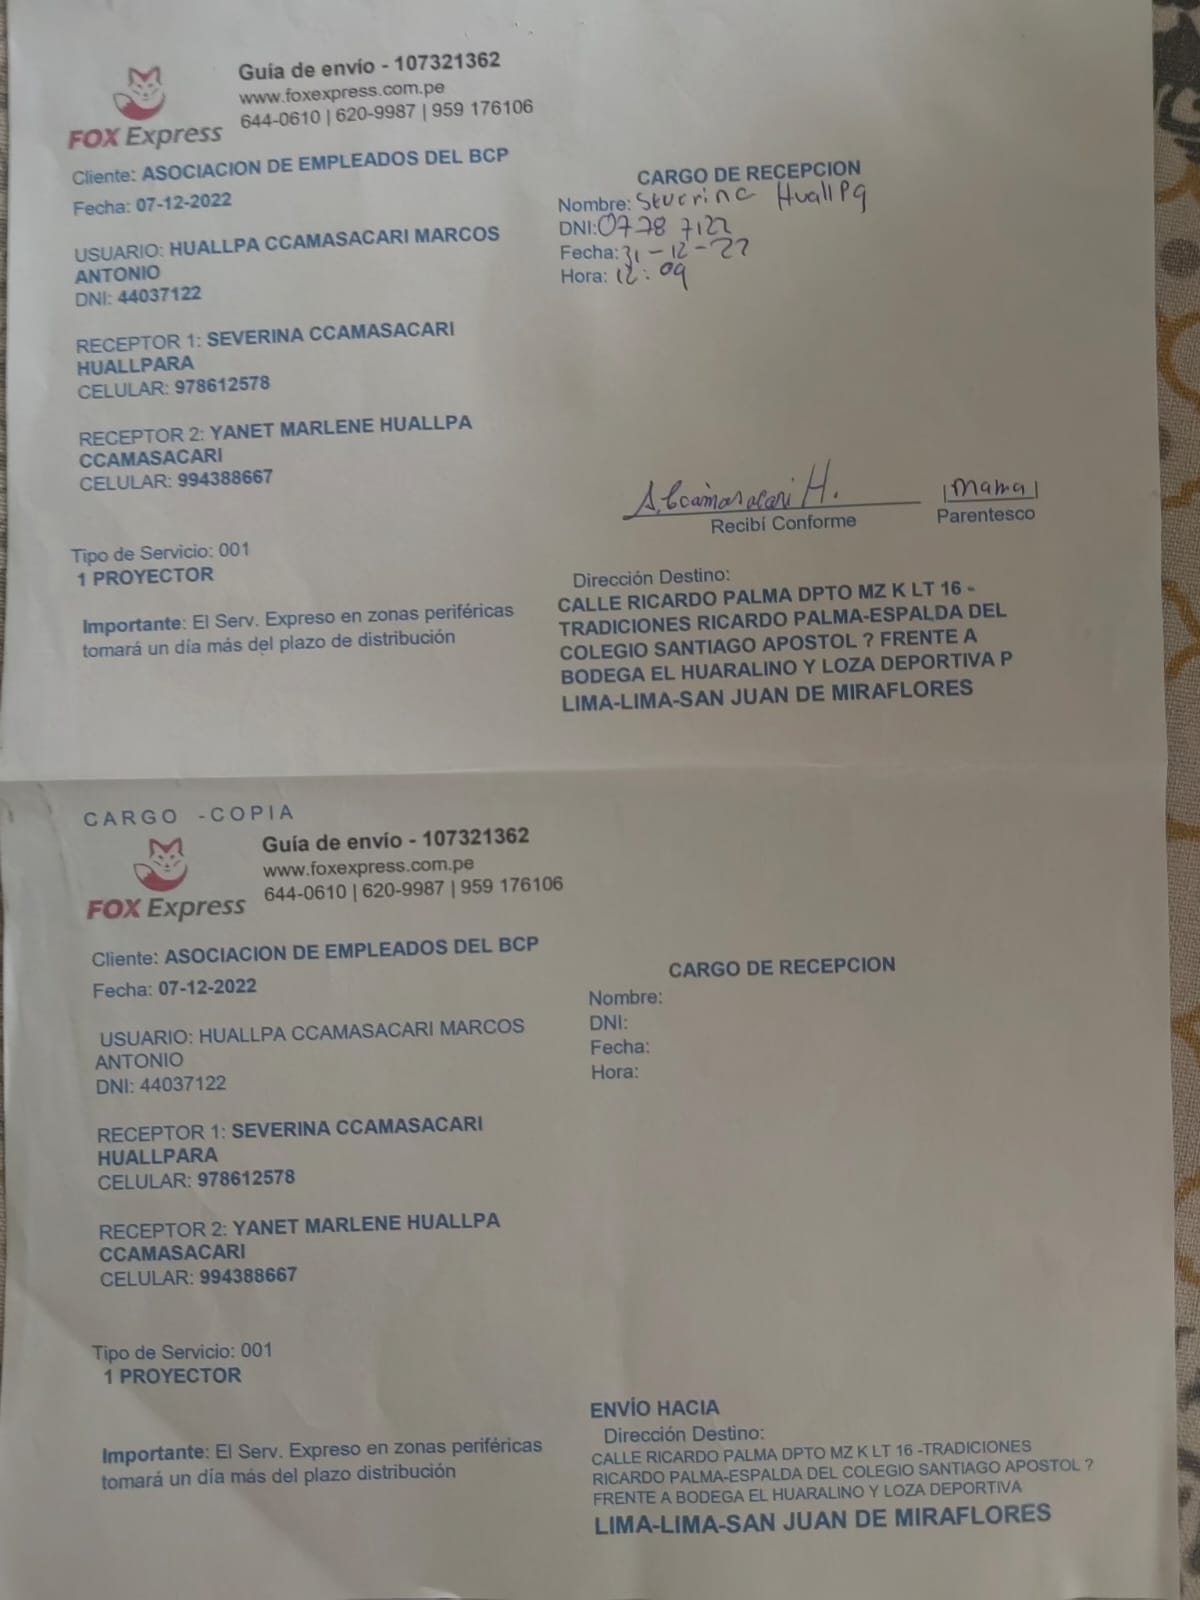 Guía de envío - 107321362
www.foxexpress.com.pe
644-0610 | 620-9987 | 959 176106
FOX Express
Cliente: ASOCIACION DE EMPLEADOS DEL BCP
Fecha: 07-12-2022
USUARIO: HUALLPA CCAMASACARI MARCOS
ANTONIO
DNI: 44037122
RECEPTOR 1: SEVERINA CCAMASACARI
HUALLPARA
CELULAR: 978612578
RECEPTOR 2: YANET MARLENE HUALLPA
CCAMASACARI
CELULAR: 994388667
Tipo de Servicio: 001
1 PROYECTOR
Importante: El Serv. Expreso en zonas periféricas
tomará un día más del plazo de distribución
CARGO DE RECEPCION
Nombre: Severina Huallpa
DNI: 0778 7122
Fecha: 31-12-22
Hora: 12:09
S. Ccamasacari H.
Recibí Conforme
Mama
Parentesco
Dirección Destino:
CALLE RICARDO PALMA DPTO MZ K LT 16 -
TRADICIONES RICARDO PALMA-ESPALDA DEL
COLEGIO SANTIAGO APOSTOL ? FRENTE A
BODEGA EL HUARALINO Y LOZA DEPORTIVA P
LIMA-LIMA-SAN JUAN DE MIRAFLORES
CARGO -COPIA
Guía de envío - 107321362
www.foxexpress.com.pe
644-0610 | 620-9987 | 959 176106
FOX Express
Cliente: ASOCIACION DE EMPLEADOS DEL BCP
Fecha: 07-12-2022
USUARIO: HUALLPA CCAMASACARI MARCOS
ANTONIO
DNI: 44037122
RECEPTOR 1: SEVERINA CCAMASACARI
HUALLPARA
CELULAR: 978612578
RECEPTOR 2: YANET MARLENE HUALLPA
CCAMASACARI
CELULAR: 994388667
Tipo de Servicio: 001
1 PROYECTOR
Importante: El Serv. Expreso en zonas periféricas
tomará un día más del plazo distribución
CARGO DE RECEPCION
Nombre:
DNI:
Fecha:
Hora:
ENVÍO HACIA
Dirección Destino:
CALLE RICARDO PALMA DPTO MZ K LT 16 -TRADICIONES
RICARDO PALMA-ESPALDA DEL COLEGIO SANTIAGO APOSTOL ?
FRENTE A BODEGA EL HUARALINO Y LOZA DEPORTIVA
LIMA-LIMA-SAN JUAN DE MIRAFLORES